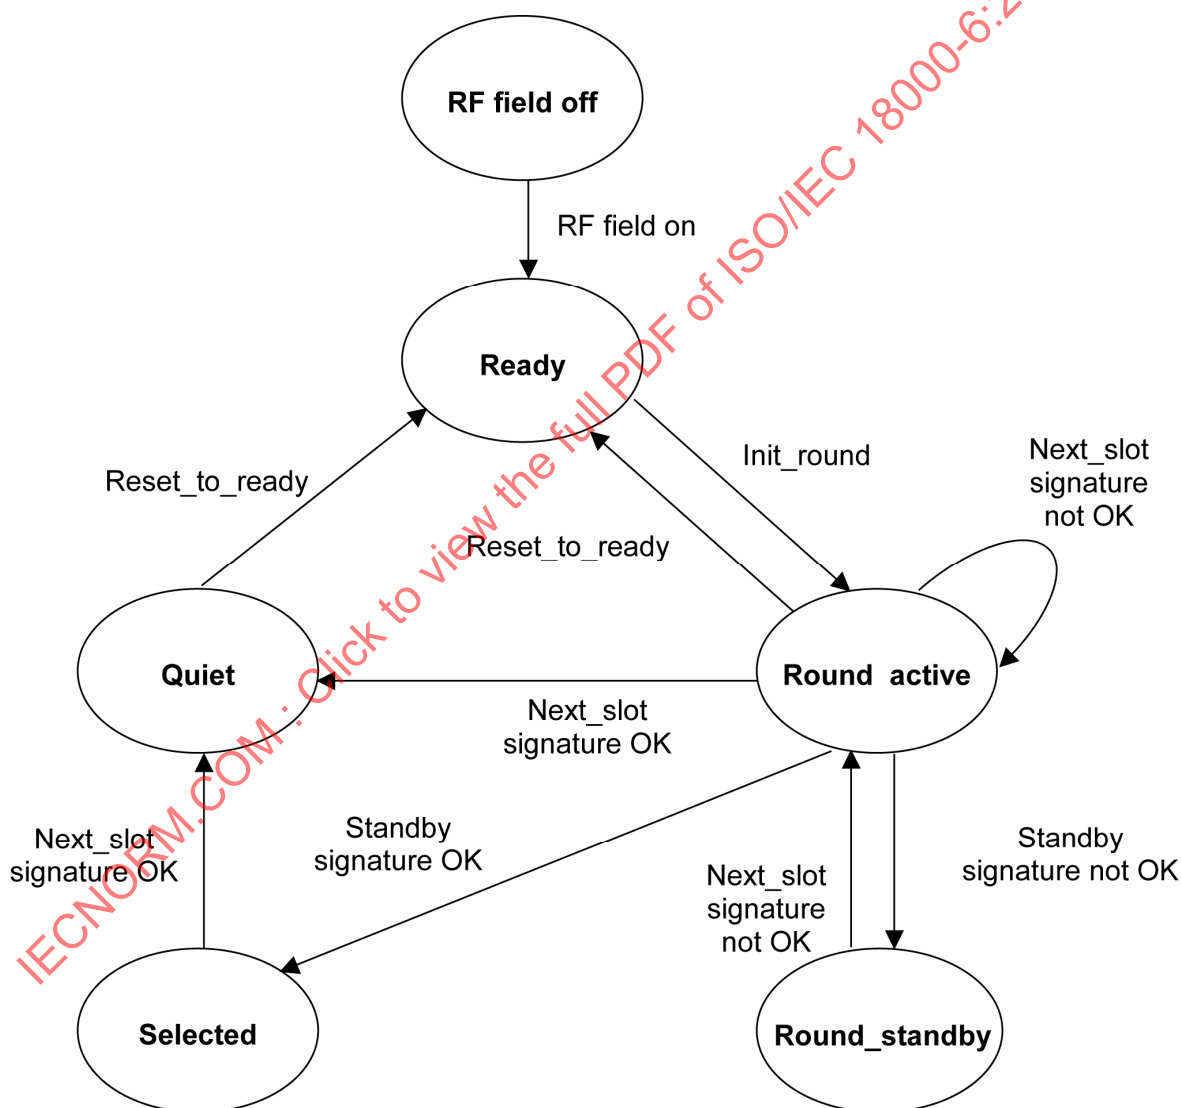 RF field off
RF field on
Ready
Init_round
Next_slot
signature
not OK
Reset_to_ready
Reset_to_ready
Quiet
Round active
Next_slot
signature OK
Next_slot
signature OK
Standby
signature OK
Next_slot
signature
not OK
Standby
signature not OK
Selected
Round_standby
IECNORM.COM : Click to view the full PDF of ISO/IEC 18000-6:2